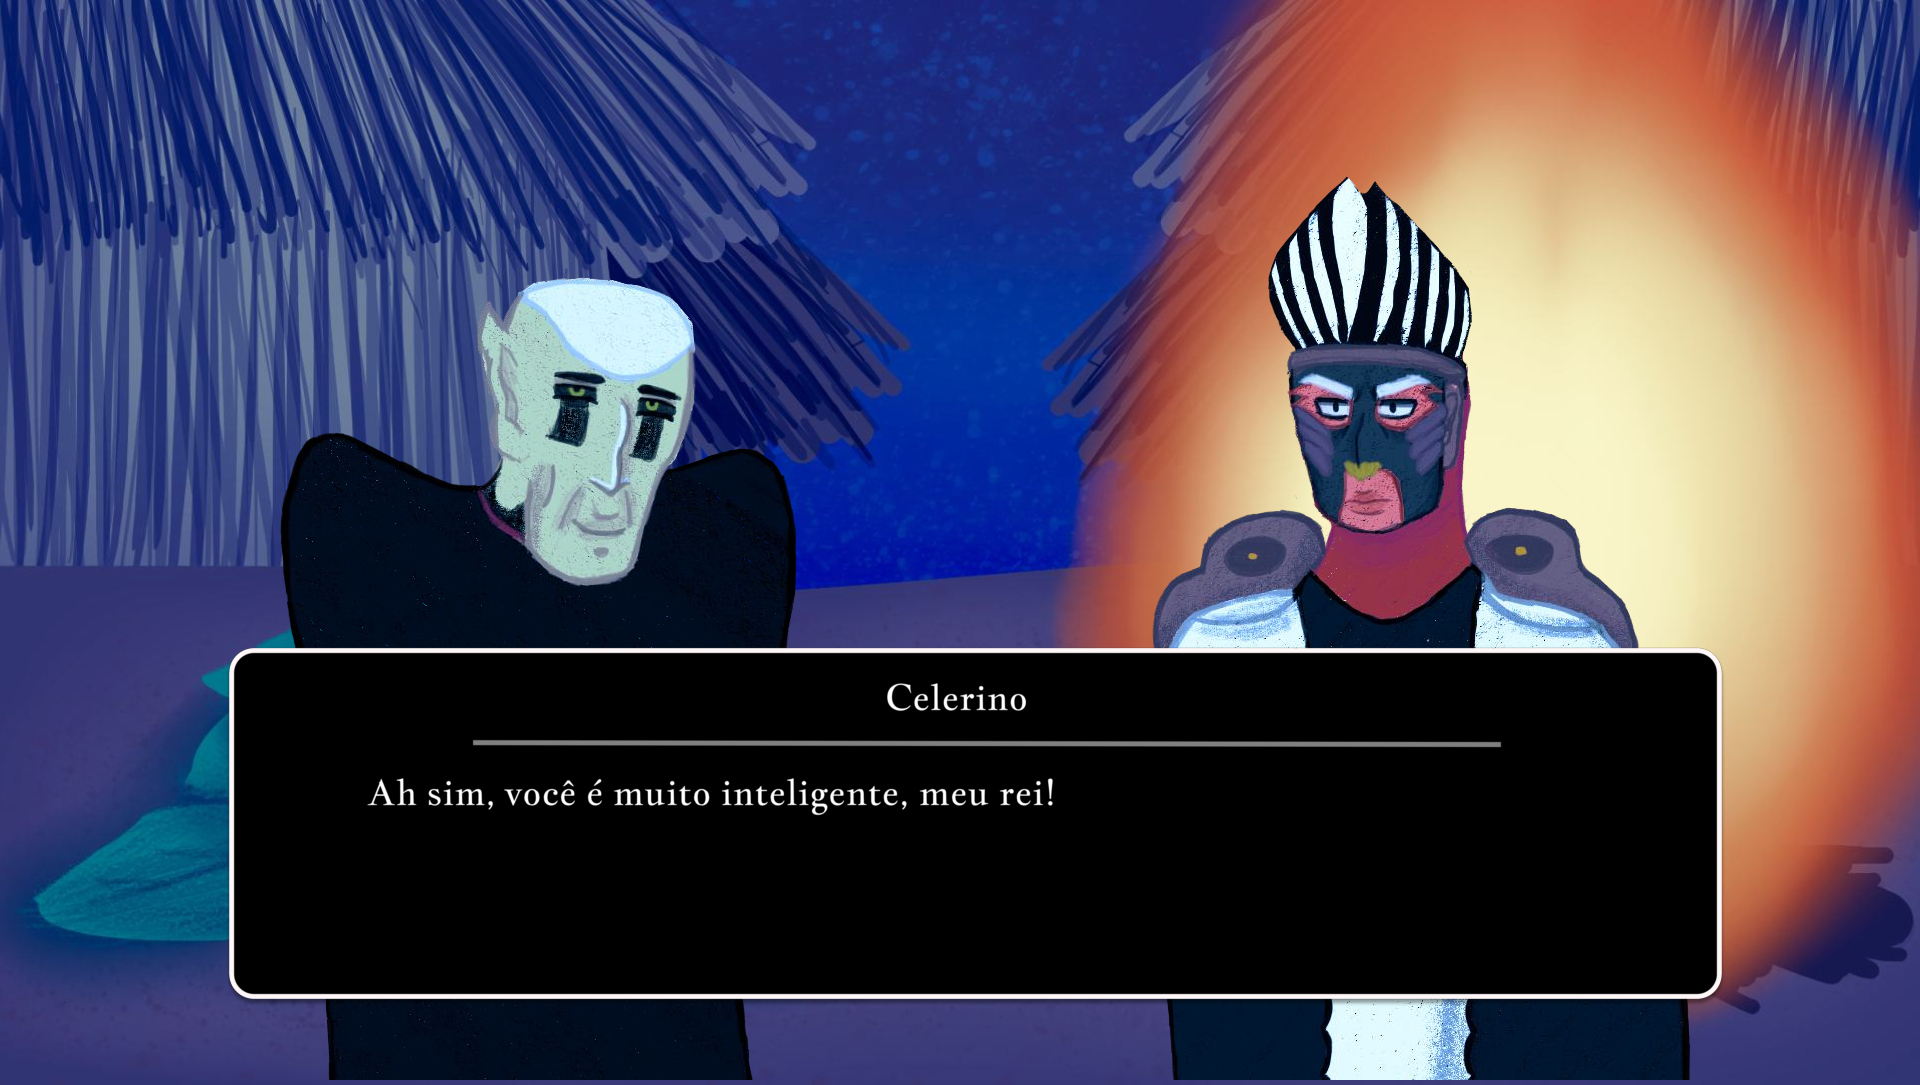 Celerino
Ah sim, você é muito inteligente, meu rei!